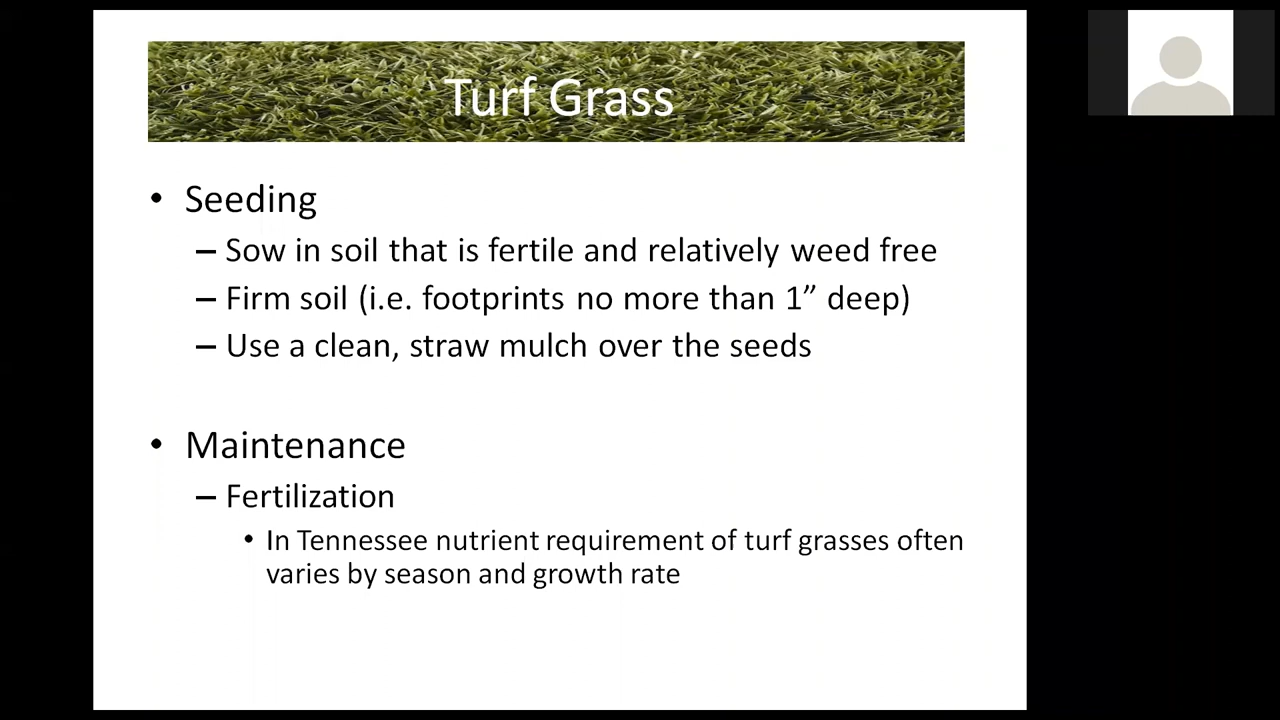 Turf Grass
• Seeding
– Sow in soil that is fertile and relatively weed free
– Firm soil (i.e. footprints no more than 1” deep)
– Use a clean, straw mulch over the seeds
• Maintenance
– Fertilization
• In Tennessee nutrient requirement of turf grasses often
varies by season and growth rate